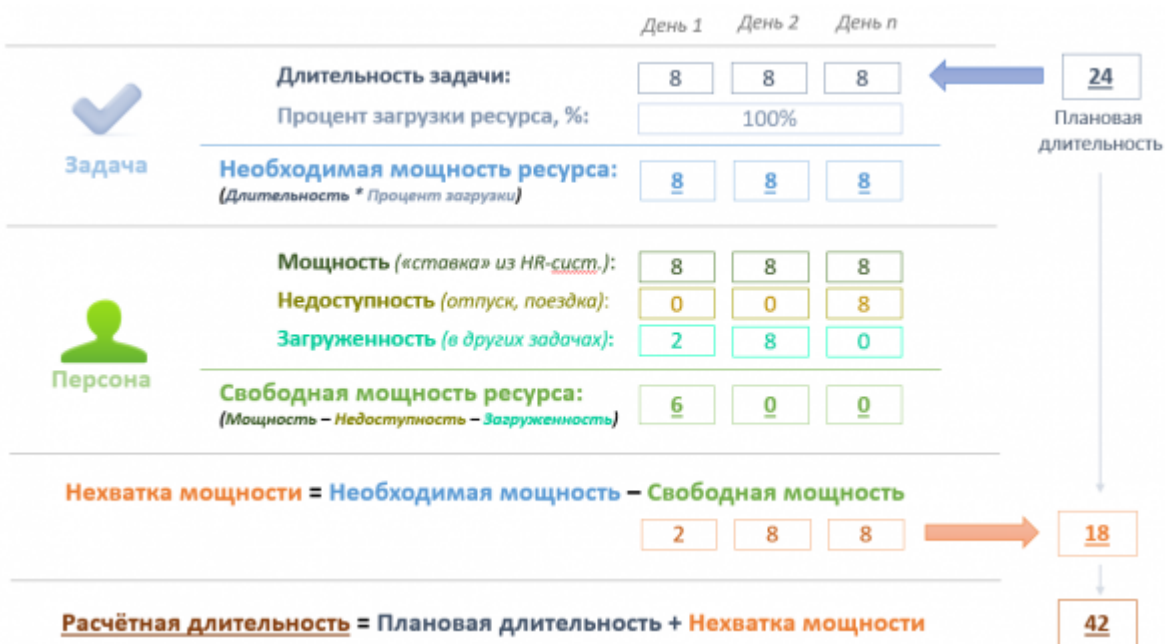 День 1 День 2 День n
Длительность задачи: 8 8 8 24
Процент загрузки ресурса, %: 100% Плановая
длительность
Задача
Необходимая мощность ресурса: 8 8 8
(Длительность * Процент загрузки)
Мощность («ставка» из HR-сист.): 8 8 8
Недоступность (отпуск, поездка): 0 0 8
Загруженность (в других задачах): 2 8 0
Персона
Свободная мощность ресурса: 6 0 0
(Мощность – Недоступность – Загруженность)
Нехватка мощности = Необходимая мощность – Свободная мощность
2 8 8 18
Расчётная длительность = Плановая длительность + Нехватка мощности 42